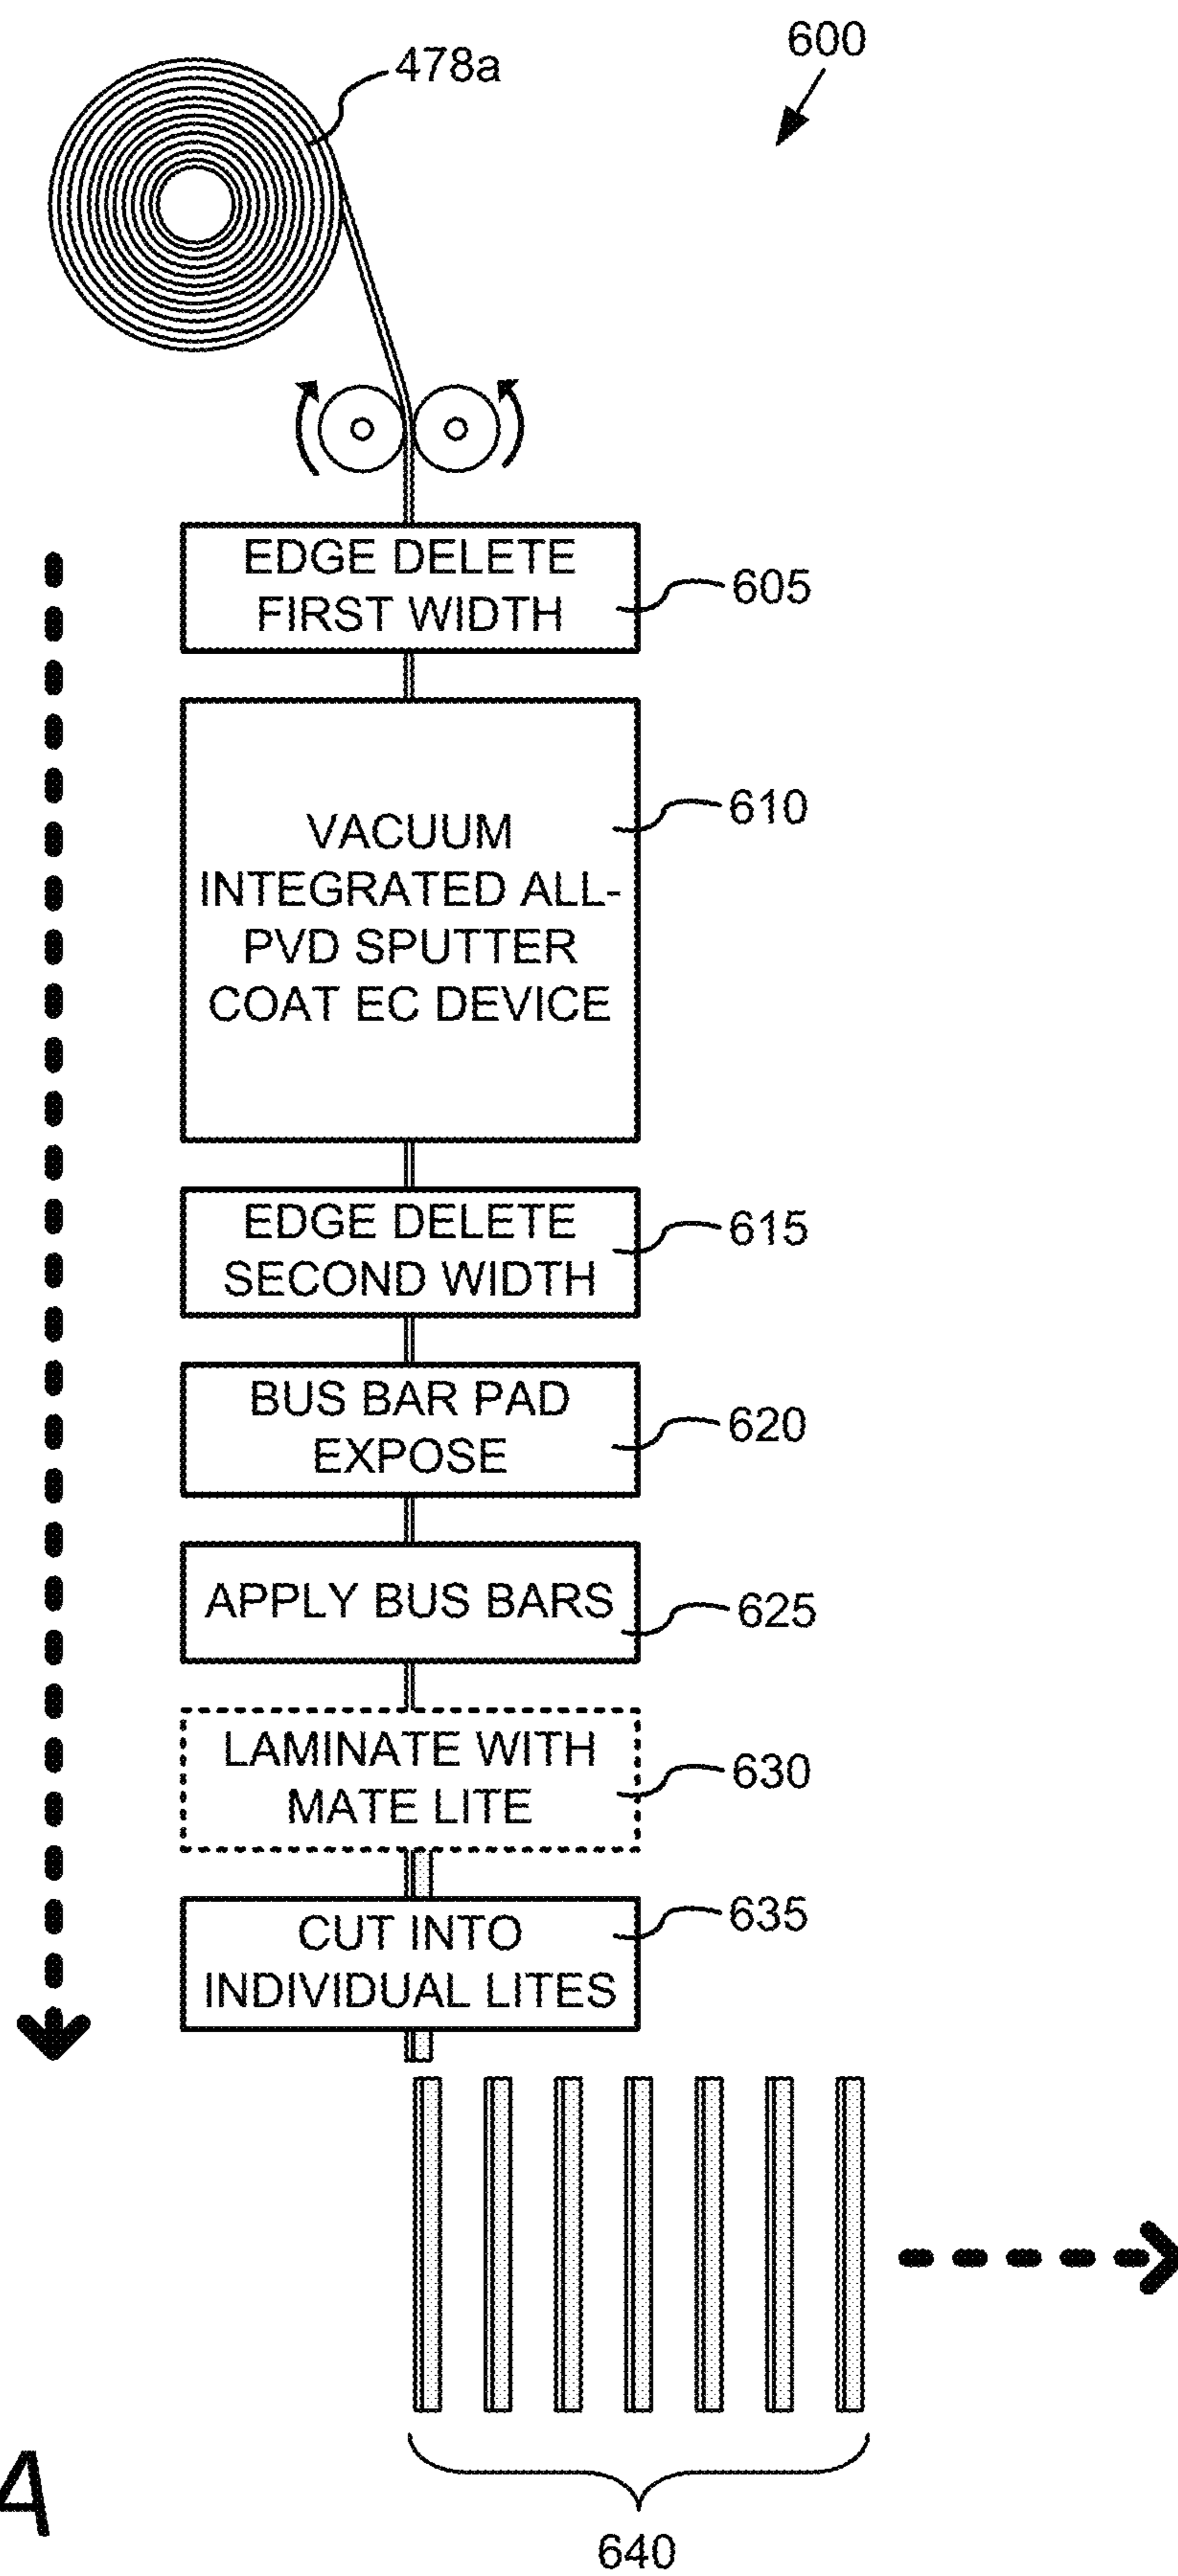 600
478a
EDGE DELETE
FIRST WIDTH
605
VACUUM
INTEGRATED ALL-
PVD SPUTTER
COAT EC DEVICE
610
EDGE DELETE
SECOND WIDTH
615
BUS BAR PAD
EXPOSE
620
APPLY BUS BARS
625
LAMINATE WITH
MATE LITE
630
CUT INTO
INDIVIDUAL LITES
635
A
640